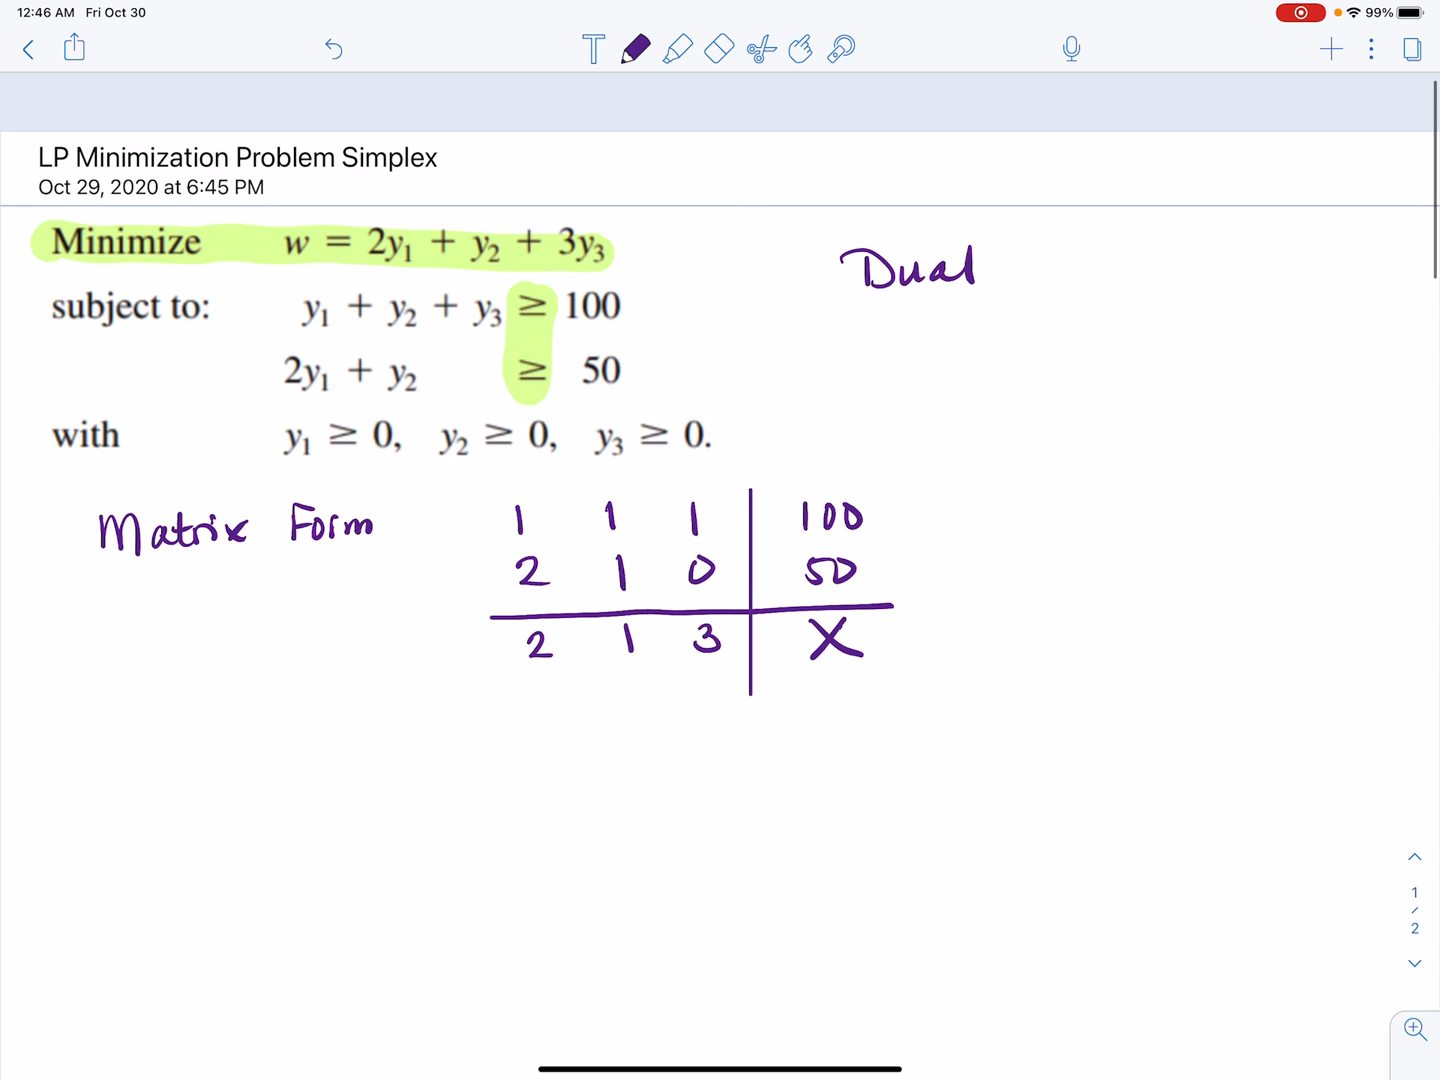 12:46 AM Fri Oct 30 99%
T
LP Minimization Problem Simplex
Oct 29, 2020 at 6:45 PM
Minimize w = 2y₁ + y₂ + 3y₃
Dual
subject to: y₁ + y₂ + y₃ ≥ 100
2y₁ + y₂ ≥ 50
with y₁ ≥ 0, y₂ ≥ 0, y₃ ≥ 0.
Matrix Form
1 1 1 | 100
2 1 0 | 50
2 1 3 | X
1
/
2